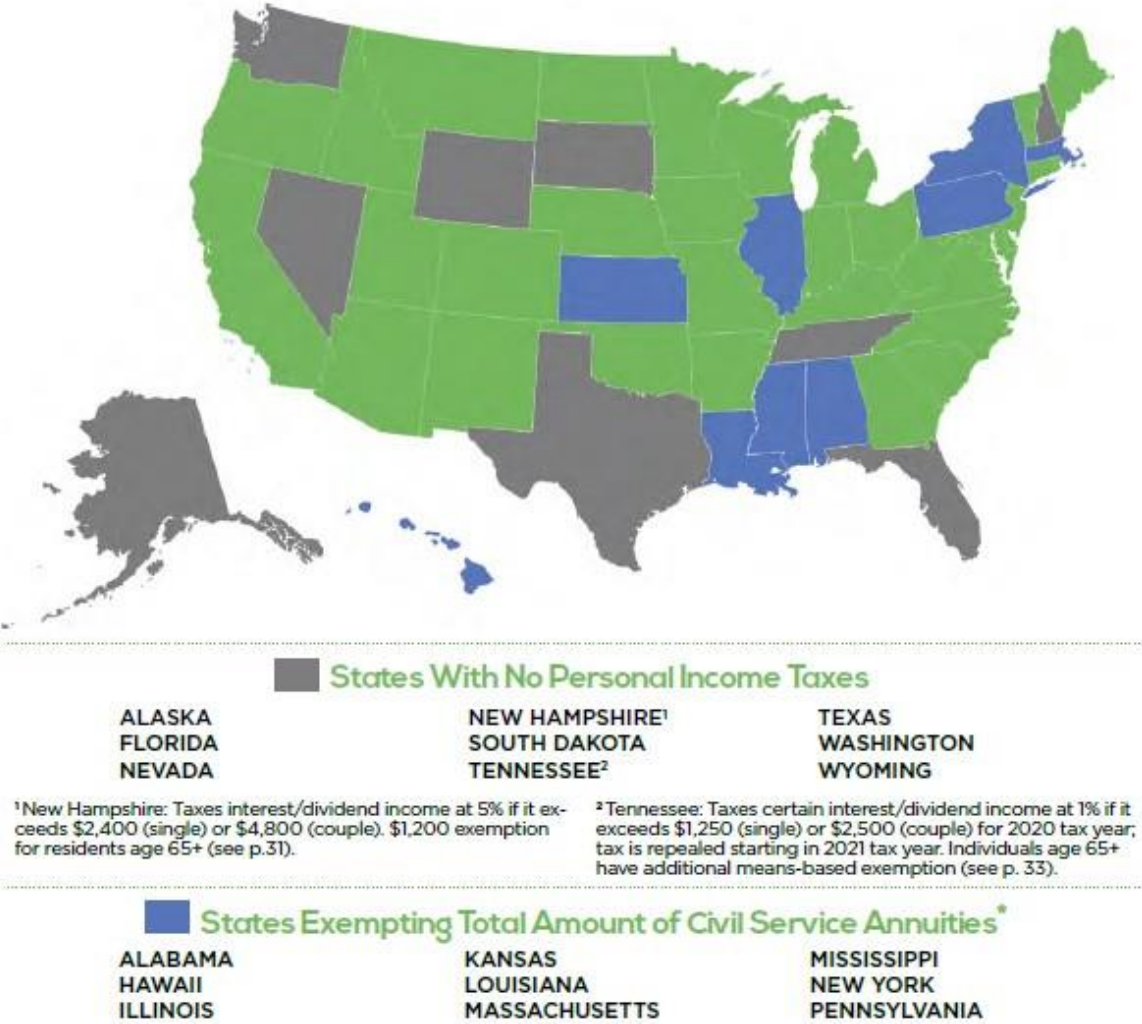 States With No Personal Income Taxes
ALASKA
FLORIDA
NEVADA
NEW HAMPSHIRE¹
SOUTH DAKOTA
TENNESSEE²
TEXAS
WASHINGTON
WYOMING
¹New Hampshire: Taxes interest/dividend income at 5% if it ex-
ceeds $2,400 (single) or $4,800 (couple). $1,200 exemption
for residents age 65+ (see p.31).
²Tennessee: Taxes certain interest/dividend income at 1% if it
exceeds $1,250 (single) or $2,500 (couple) for 2020 tax year;
tax is repealed starting in 2021 tax year. Individuals age 65+
have additional means-based exemption (see p. 33).
States Exempting Total Amount of Civil Service Annuities*
ALABAMA
HAWAII
ILLINOIS
KANSAS
LOUISIANA
MASSACHUSETTS
MISSISSIPPI
NEW YORK
PENNSYLVANIA